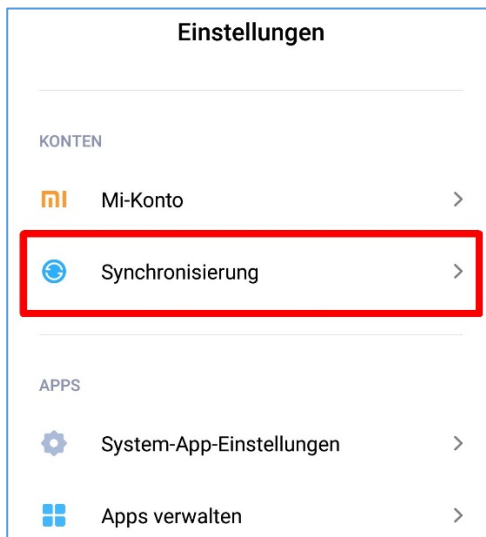 Einstellungen
KONTEN
Mi-Konto
Synchronisierung
APPS
System-App-Einstellungen
Apps verwalten